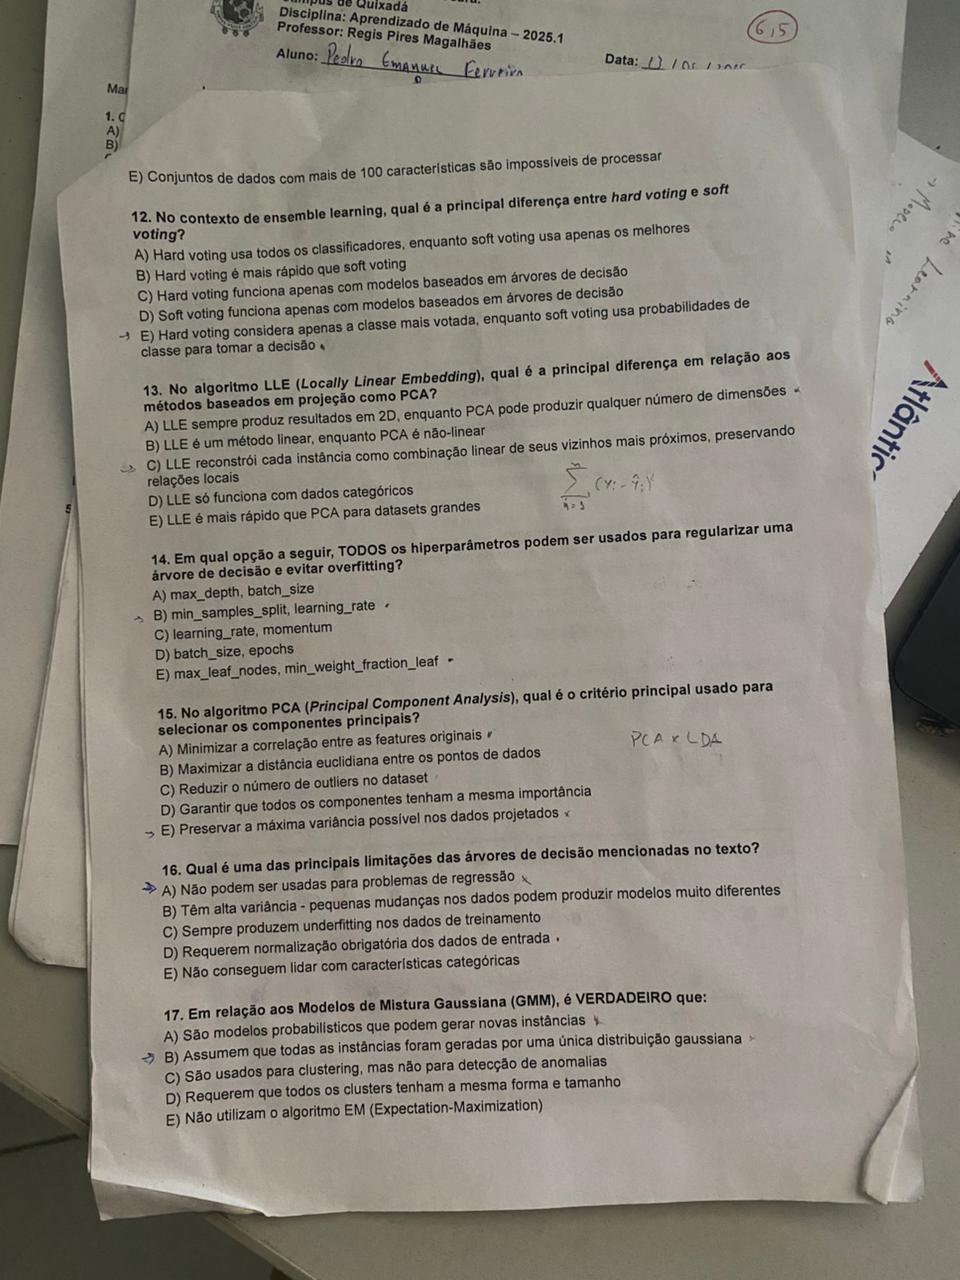 de Quixadá
Disciplina: Aprendizado de Máquina – 2025.1
Professor: Regis Pires Magalhães
6,5
Aluno: Pedro Emanuel Ferreira
Data:
1.
A)
B)
E) Conjuntos de dados com mais de 100 características são impossíveis de processar
12. No contexto de ensemble learning, qual é a principal diferença entre hard voting e soft
voting?
A) Hard voting usa todos os classificadores, enquanto soft voting usa apenas os melhores
B) Hard voting é mais rápido que soft voting
C) Hard voting funciona apenas com modelos baseados em árvores de decisão
D) Soft voting funciona apenas com modelos baseados em árvores de decisão
E) Hard voting considera apenas a classe mais votada, enquanto soft voting usa probabilidades de
classe para tomar a decisão
13. No algoritmo LLE (Locally Linear Embedding), qual é a principal diferença em relação aos
métodos baseados em projeção como PCA?
A) LLE sempre produz resultados em 2D, enquanto PCA pode produzir qualquer número de dimensões
B) LLE é um método linear, enquanto PCA é não-linear
C) LLE reconstrói cada instância como combinação linear de seus vizinhos mais próximos, preservando
relações locais
D) LLE só funciona com dados categóricos
E) LLE é mais rápido que PCA para datasets grandes
14. Em qual opção a seguir, TODOS os hiperparâmetros podem ser usados para regularizar uma
árvore de decisão e evitar overfitting?
A) max_depth, batch_size
B) min_samples_split, learning_rate
C) learning_rate, momentum
D) batch_size, epochs
E) max_leaf_nodes, min_weight_fraction_leaf
15. No algoritmo PCA (Principal Component Analysis), qual é o critério principal usado para
selecionar os componentes principais?
A) Minimizar a correlação entre as features originais
B) Maximizar a distância euclidiana entre os pontos de dados
C) Reduzir o número de outliers no dataset
D) Garantir que todos os componentes tenham a mesma importância
E) Preservar a máxima variância possível nos dados projetados
PCA x LDA
16. Qual é uma das principais limitações das árvores de decisão mencionadas no texto?
A) Não podem ser usadas para problemas de regressão
B) Têm alta variância - pequenas mudanças nos dados podem produzir modelos muito diferentes
C) Sempre produzem underfitting nos dados de treinamento
D) Requerem normalização obrigatória dos dados de entrada
E) Não conseguem lidar com características categóricas
17. Em relação aos Modelos de Mistura Gaussiana (GMM), é VERDADEIRO que:
A) São modelos probabilísticos que podem gerar novas instâncias
B) Assumem que todas as instâncias foram geradas por uma única distribuição gaussiana
C) São usados para clustering, mas não para detecção de anomalias
D) Requerem que todos os clusters tenham a mesma forma e tamanho
E) Não utilizam o algoritmo EM (Expectation-Maximization)
Learning
Atlântic